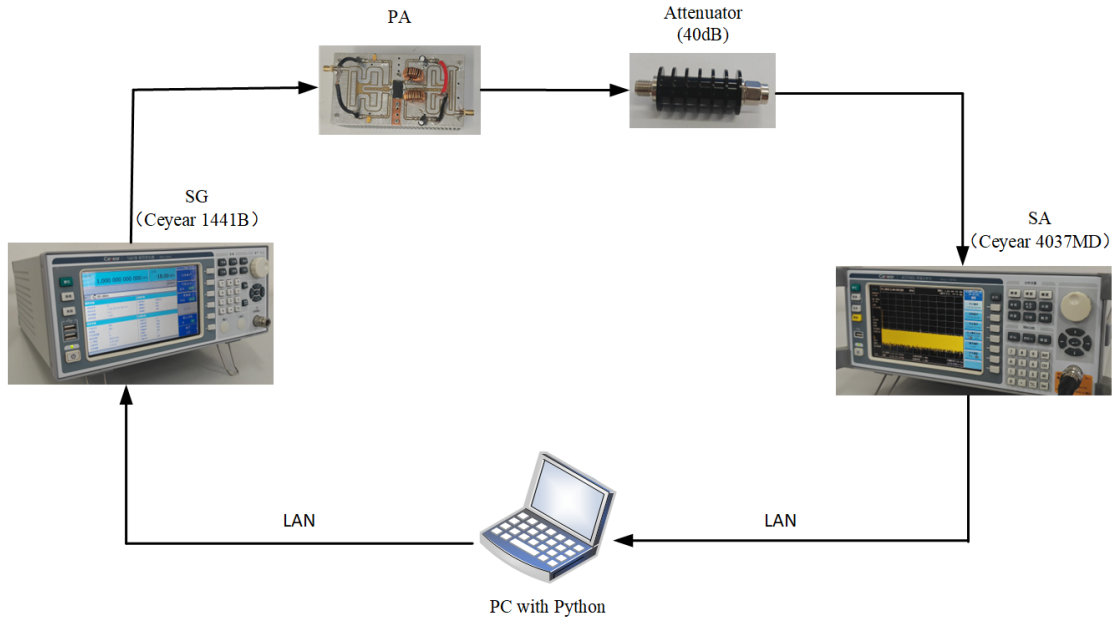 PA
Attenuator
(40dB)
SG
（Ceyear 1441B）
SA
（Ceyear 4037MD）
LAN
LAN
PC with Python